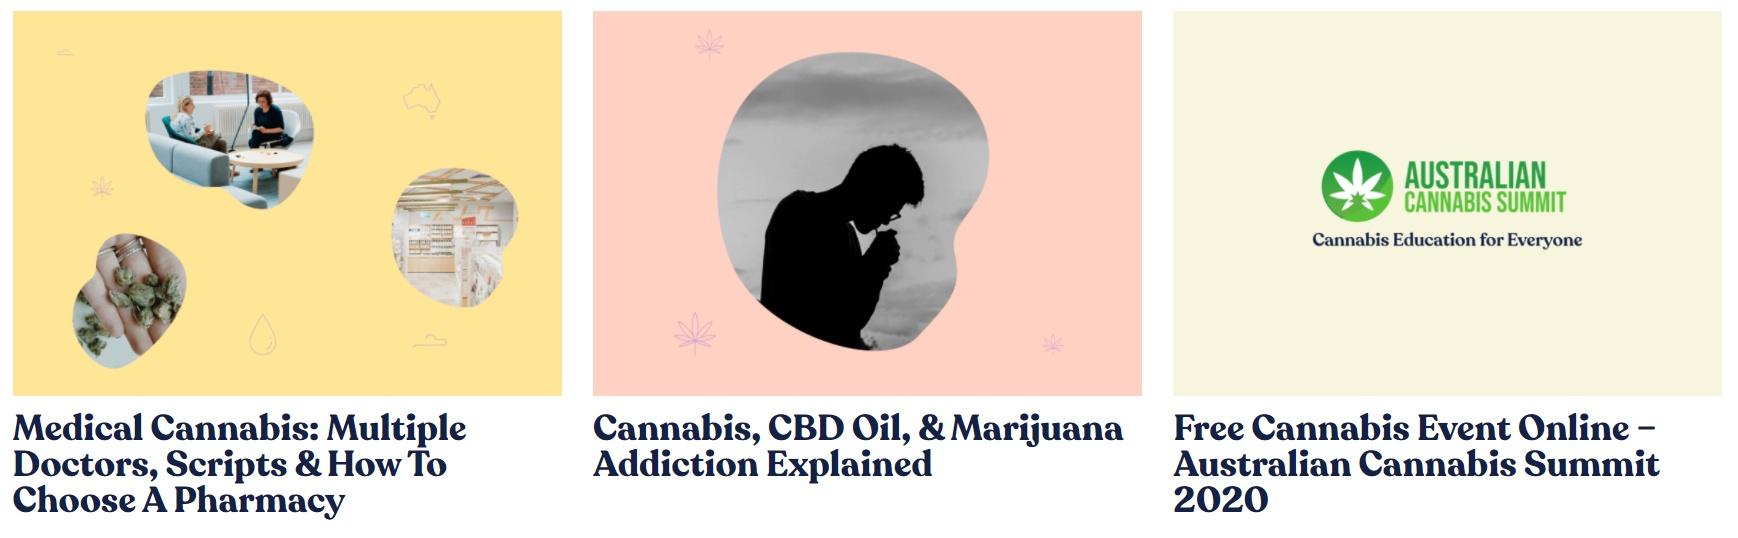 AUSTRALIAN
CANNABIS SUMMIT
Cannabis Education for Everyone
Medical Cannabis: Multiple
Doctors, Scripts & How To
Choose A Pharmacy
Cannabis, CBD Oil, & Marijuana
Addiction Explained
Free Cannabis Event Online –
Australian Cannabis Summit
2020